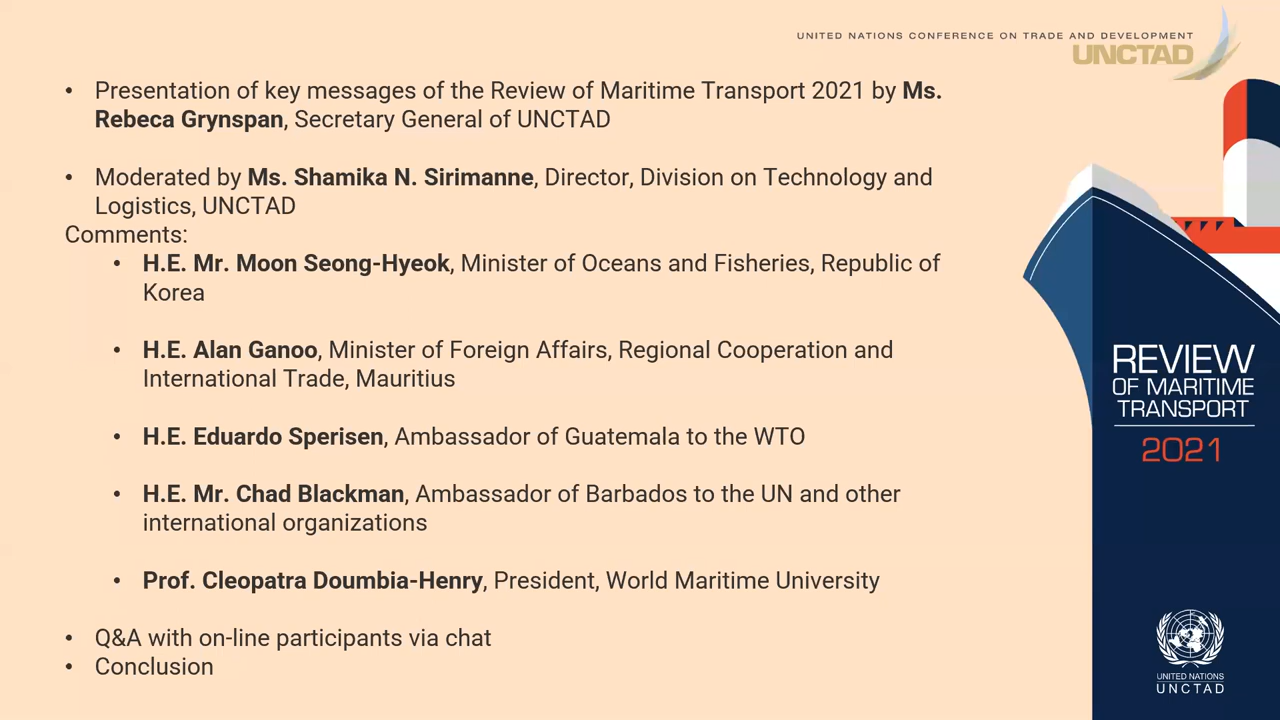 UNITED NATIONS CONFERENCE ON TRADE AND DEVELOPMENT
UNCTAD
• Presentation of key messages of the Review of Maritime Transport 2021 by Ms.
Rebeca Grynspan, Secretary General of UNCTAD
• Moderated by Ms. Shamika N. Sirimanne, Director, Division on Technology and
Logistics, UNCTAD
Comments:
• H.E. Mr. Moon Seong-Hyeok, Minister of Oceans and Fisheries, Republic of
Korea
• H.E. Alan Ganoo, Minister of Foreign Affairs, Regional Cooperation and
International Trade, Mauritius
• H.E. Eduardo Sperisen, Ambassador of Guatemala to the WTO
• H.E. Mr. Chad Blackman, Ambassador of Barbados to the UN and other
international organizations
• Prof. Cleopatra Doumbia-Henry, President, World Maritime University
• Q&A with on-line participants via chat
• Conclusion
REVIEW
OF MARITIME
TRANSPORT
2021
UNITED NATIONS
UNCTAD